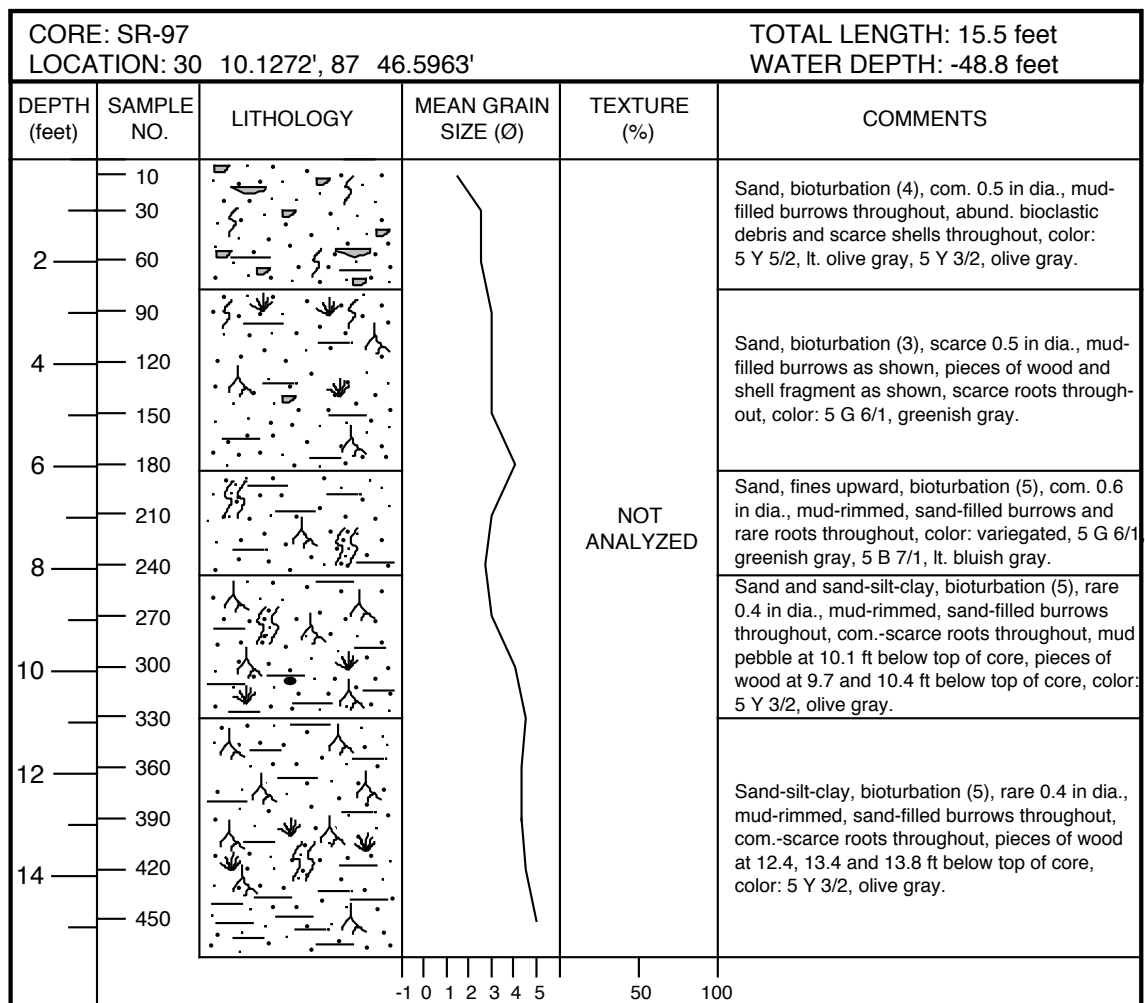 CORE: SR-97
TOTAL LENGTH: 15.5 feet
LOCATION: 30 10.1272', 87 46.5963'
WATER DEPTH: -48.8 feet
DEPTH
(feet)
SAMPLE
NO.
LITHOLOGY
MEAN GRAIN
SIZE (Ø)
TEXTURE
(%)
COMMENTS
10
30
2
60
90
4
120
150
6
180
210
8
240
270
10
300
330
12
360
390
14
420
450
NOT
ANALYZED
Sand, bioturbation (4), com. 0.5 in dia., mud-
filled burrows throughout, abund. bioclastic
debris and scarce shells throughout, color:
5 Y 5/2, lt. olive gray, 5 Y 3/2, olive gray.
Sand, bioturbation (3), scarce 0.5 in dia., mud-
filled burrows as shown, pieces of wood and
shell fragment as shown, scarce roots through-
out, color: 5 G 6/1, greenish gray.
Sand, fines upward, bioturbation (5), com. 0.6
in dia., mud-rimmed, sand-filled burrows and
rare roots throughout, color: variegated, 5 G 6/1,
greenish gray, 5 B 7/1, lt. bluish gray.
Sand and sand-silt-clay, bioturbation (5), rare
0.4 in dia., mud-rimmed, sand-filled burrows
throughout, com.-scarce roots throughout, mud
pebble at 10.1 ft below top of core, pieces of
wood at 9.7 and 10.4 ft below top of core, color:
5 Y 3/2, olive gray.
Sand-silt-clay, bioturbation (5), rare 0.4 in dia.,
mud-rimmed, sand-filled burrows throughout,
com.-scarce roots throughout, pieces of wood
at 12.4, 13.4 and 13.8 ft below top of core,
color: 5 Y 3/2, olive gray.
-1 0 1 2 3 4 5
50 100